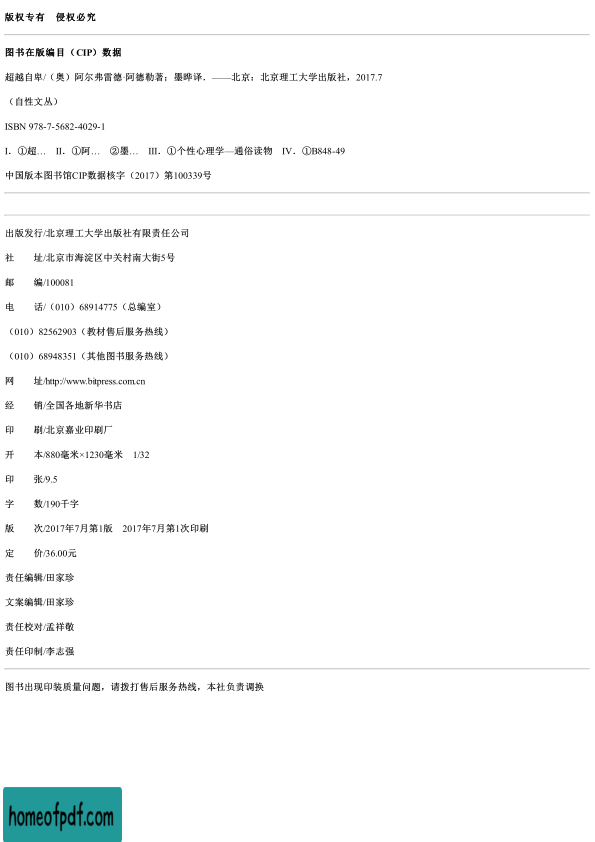 版权专有　侵权必究
图书在版编目（CIP）数据
超越自卑/（奥）阿尔弗雷德·阿德勒著；墨晔译．——北京：北京理工大学出版社，2017.7
（自性文丛）
ISBN 978-7-5682-4029-1
I．①超…　II．①阿…　②墨…　III．①个性心理学—通俗读物　IV．①B848-49
中国版本图书馆CIP数据核字（2017）第100339号
出版发行/北京理工大学出版社有限责任公司
社　　址/北京市海淀区中关村南大街5号
邮　　编/100081
电　　话/（010）68914775（总编室）
（010）82562903（教材售后服务热线）
（010）68948351（其他图书服务热线）
网　　址/http://www.bitpress.com.cn
经　　销/全国各地新华书店
印　　刷/北京嘉业印刷厂
开　　本/880毫米×1230毫米　1/32
印　　张/9.5
字　　数/190千字
版　　次/2017年7月第1版　2017年7月第1次印刷
定　　价/36.00元
责任编辑/田家珍
文案编辑/田家珍
责任校对/孟祥敬
责任印制/李志强
图书出现印装质量问题，请拨打售后服务热线，本社负责调换
homeofpdf.com